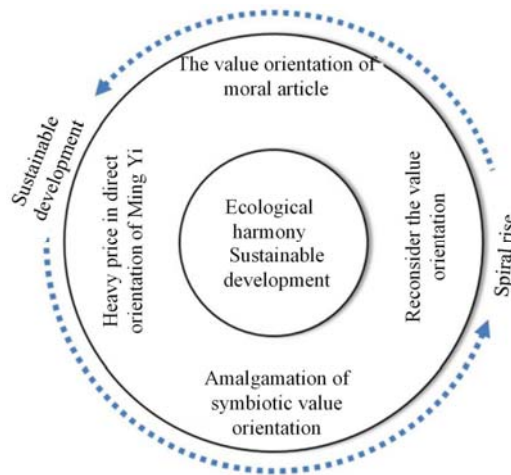 The value orientation of
moral article
Sustainable
development
Heavy price in direct
orientation of Ming Yi
Ecological
harmony
Sustainable
development
Reconsider the value
orientation
Spiral rise
Amalgamation of
symbiotic value
orientation